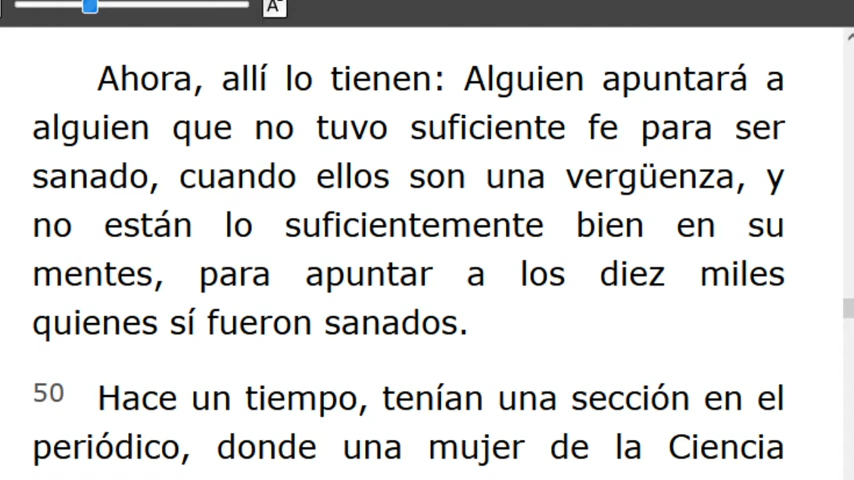 A
Ahora, allí lo tienen: Alguien apuntará a
alguien que no tuvo suficiente fe para ser
sanado, cuando ellos son una vergüenza, y
no están lo suficientemente bien en su
mentes, para apuntar a los diez miles
quienes sí fueron sanados.
50 Hace un tiempo, tenían una sección en el
periódico, donde una mujer de la Ciencia